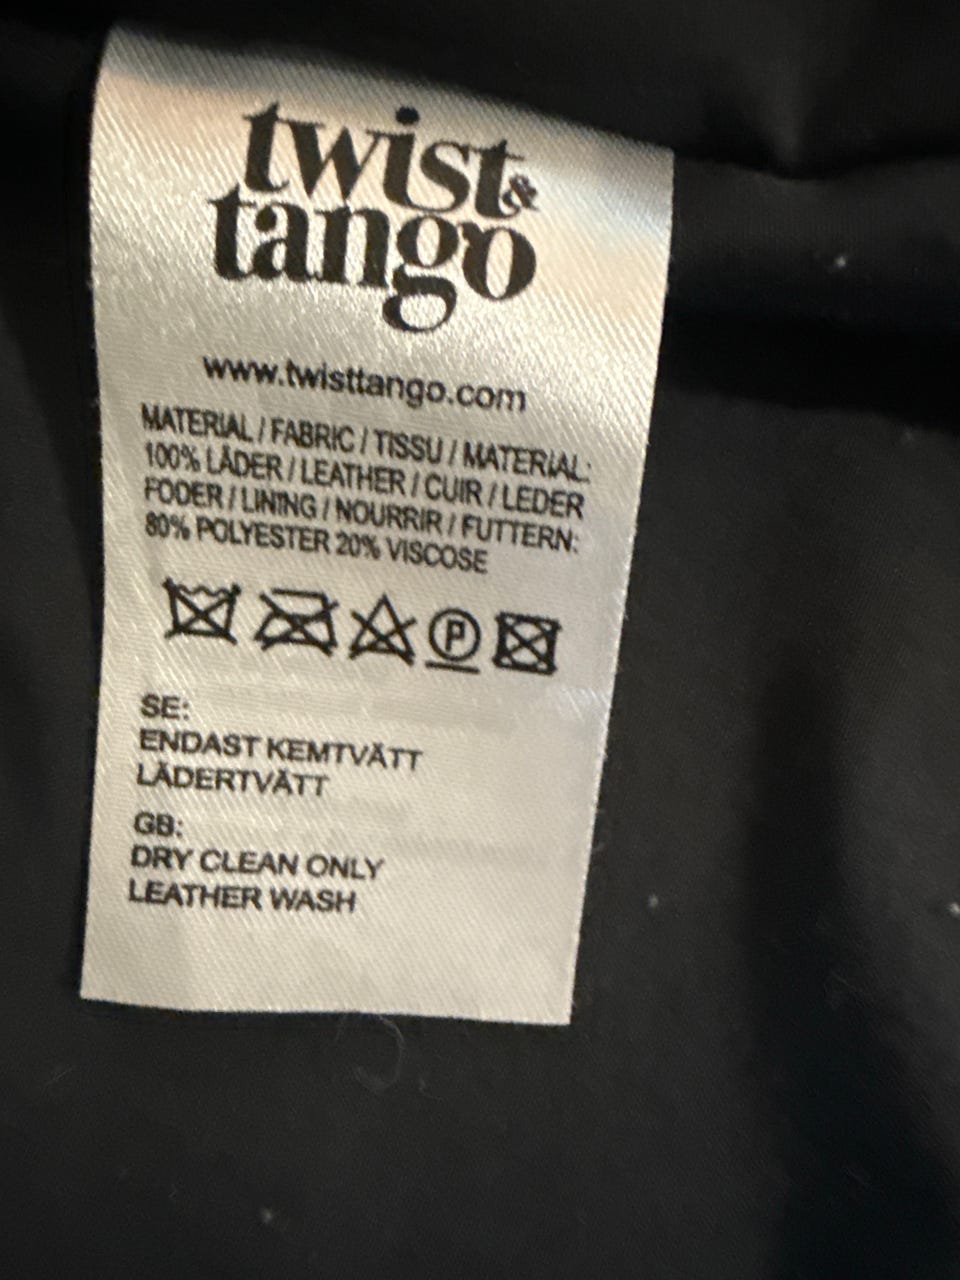 twist &
tango
www.twisttango.com
MATERIAL / FABRIC / TISSU / MATERIAL:
100% LÄDER / LEATHER / CUIR / LEDER
FODER / LINING / NOURRIR / FUTTERN:
80% POLYESTER 20% VISCOSE
P
SE:
ENDAST KEMTVÄTT
LÄDERTVÄTT
GB:
DRY CLEAN ONLY
LEATHER WASH